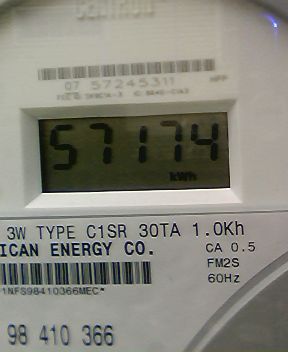 CENTRON
07 57245311
57174
kWh
3W TYPE C1SR 30TA 1.0Kh
ICAN ENERGY CO. CA 0.5
FM2S
60Hz
1NFS98410366MEC*
98 410 366